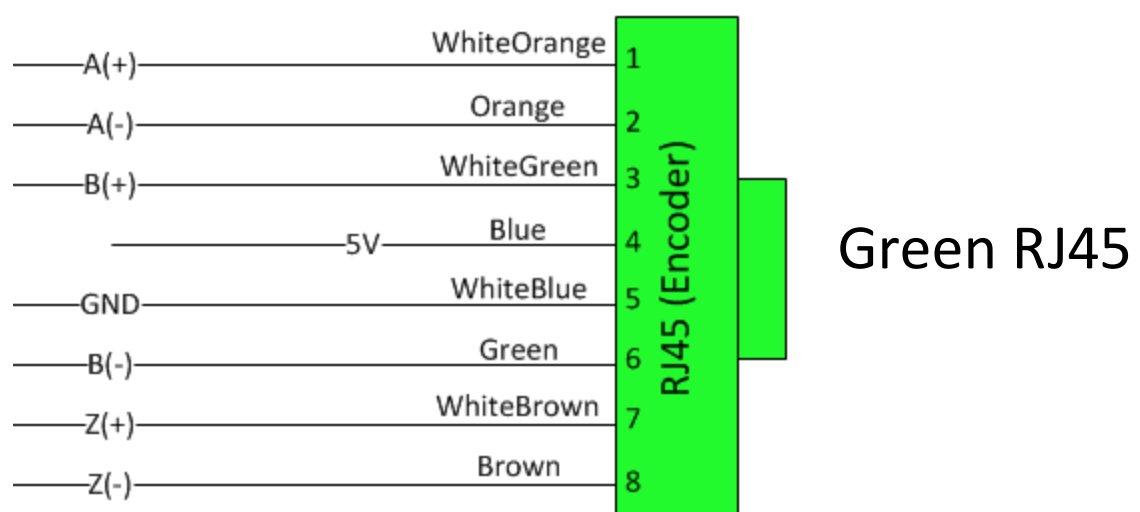 A(+) WhiteOrange 1
A(-) Orange 2
B(+) WhiteGreen 3
5V Blue 4
GND WhiteBlue 5
B(-) Green 6
Z(+) WhiteBrown 7
Z(-) Brown 8
RJ45 (Encoder)
Green RJ45